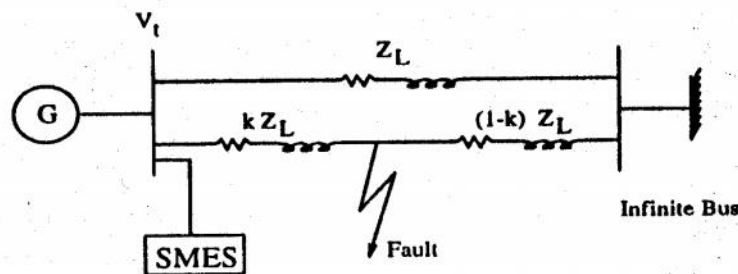 V_t
Z_L
G
k Z_L
(1-k) Z_L
Infinite Bus
Fault
SMES